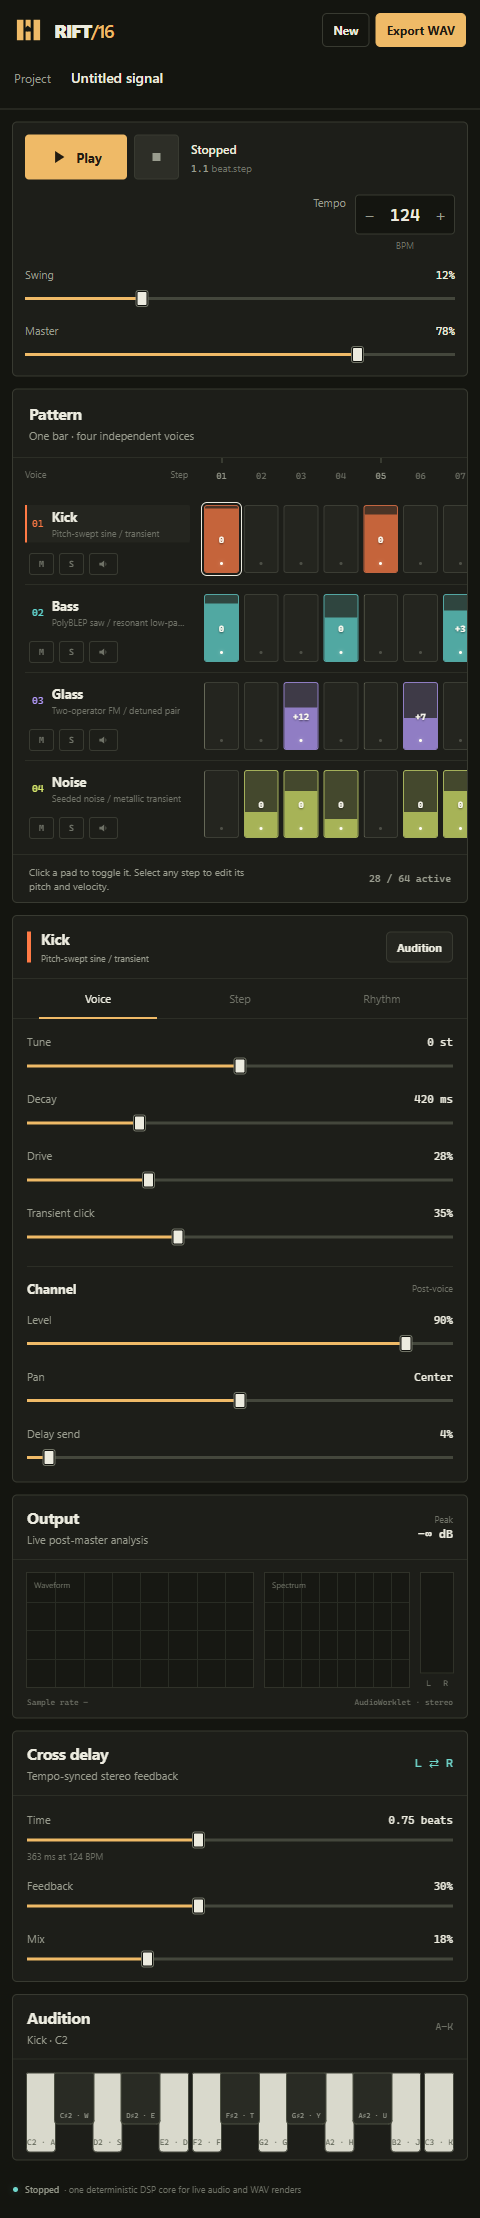 RIFT/16
New
Export WAV
Project
Untitled signal
Play
Stopped
1.1 beat.step
Tempo
− 124 +
BPM
Swing
12%
Master
78%
Pattern
One bar · four independent voices
Voice
Step
01 02 03 04 05 06 07
01 Kick
Pitch-swept sine / transient
M S
0 0
02 Bass
PolyBLEP saw / resonant low-pa...
M S
0 0 +3
03 Glass
Two-operator FM / detuned pair
M S
+12 +7
04 Noise
Seeded noise / metallic transient
M S
0 0 0 0 0
Click a pad to toggle it. Select any step to edit its
pitch and velocity.
28 / 64 active
Kick
Pitch-swept sine / transient
Audition
Voice
Step
Rhythm
Tune
0 st
Decay
420 ms
Drive
28%
Transient click
35%
Channel
Post-voice
Level
90%
Pan
Center
Delay send
4%
Output
Live post-master analysis
Peak
−∞ dB
Waveform
Spectrum
L R
Sample rate —
AudioWorklet · stereo
Cross delay
Tempo-synced stereo feedback
L ⇄ R
Time
0.75 beats
363 ms at 124 BPM
Feedback
30%
Mix
18%
Audition
Kick · C2
A–K
C#2 · W D#2 · E F#2 · T G#2 · Y A#2 · U
C2 · A D2 · S E2 · D F2 · F G2 · G A2 · H B2 · J C3 · K
Stopped · one deterministic DSP core for live audio and WAV renders